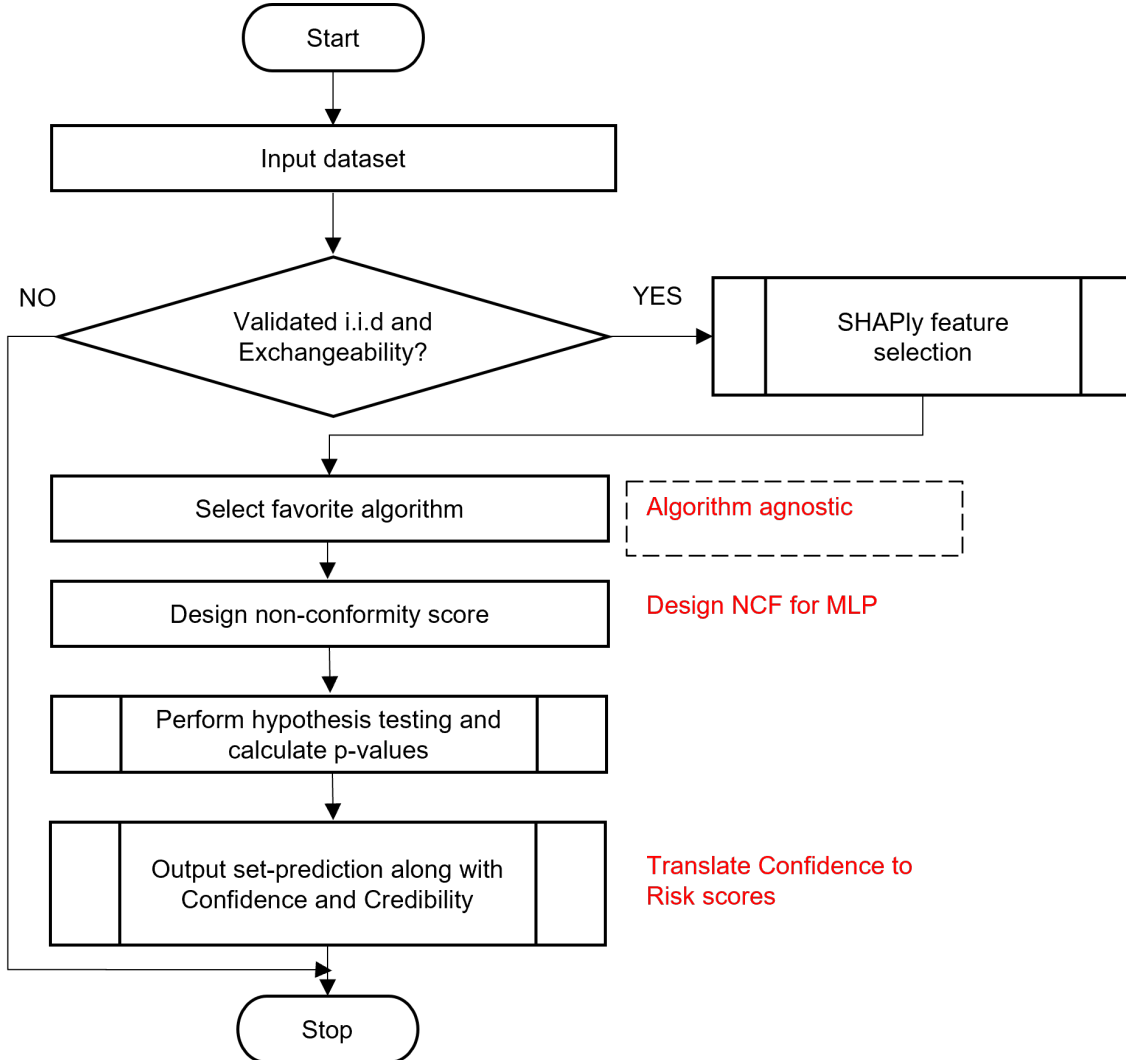 Start
Input dataset
NO
Validated i.i.d and
Excheangeability?
YES
SHAPly feature
selection
Select favorite algorithm
Algorithm agnostic
Design non-conformity score
Design NCF for MLP
Perform hypothesis testing and
calculate p-values
Output set-prediction along with
Confidence and Credibility
Translate Confidence to
Risk scores
Stop